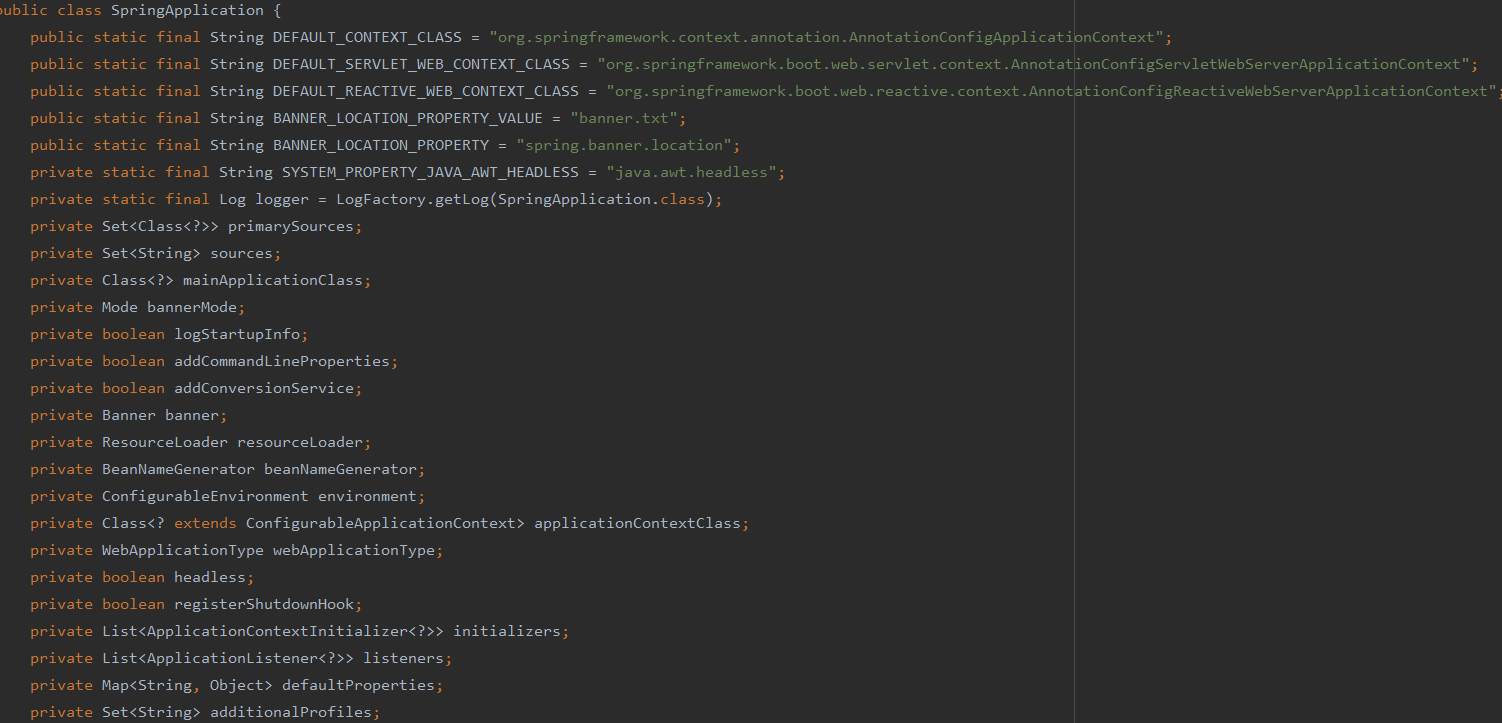 public class SpringApplication {
    public static final String DEFAULT_CONTEXT_CLASS = "org.springframework.context.annotation.AnnotationConfigApplicationContext";
    public static final String DEFAULT_SERVLET_WEB_CONTEXT_CLASS = "org.springframework.boot.web.servlet.context.AnnotationConfigServletWebServerApplicationContext";
    public static final String DEFAULT_REACTIVE_WEB_CONTEXT_CLASS = "org.springframework.boot.web.reactive.context.AnnotationConfigReactiveWebServerApplicationContext";
    public static final String BANNER_LOCATION_PROPERTY_VALUE = "banner.txt";
    public static final String BANNER_LOCATION_PROPERTY = "spring.banner.location";
    private static final String SYSTEM_PROPERTY_JAVA_AWT_HEADLESS = "java.awt.headless";
    private static final Log logger = LogFactory.getLog(SpringApplication.class);
    private Set<Class<?>> primarySources;
    private Set<String> sources;
    private Class<?> mainApplicationClass;
    private Mode bannerMode;
    private boolean logStartupInfo;
    private boolean addCommandLineProperties;
    private boolean addConversionService;
    private Banner banner;
    private ResourceLoader resourceLoader;
    private BeanNameGenerator beanNameGenerator;
    private ConfigurableEnvironment environment;
    private Class<? extends ConfigurableApplicationContext> applicationContextClass;
    private WebApplicationType webApplicationType;
    private boolean headless;
    private boolean registerShutdownHook;
    private List<ApplicationContextInitializer<?>> initializers;
    private List<ApplicationListener<?>> listeners;
    private Map<String, Object> defaultProperties;
    private Set<String> additionalProfiles;